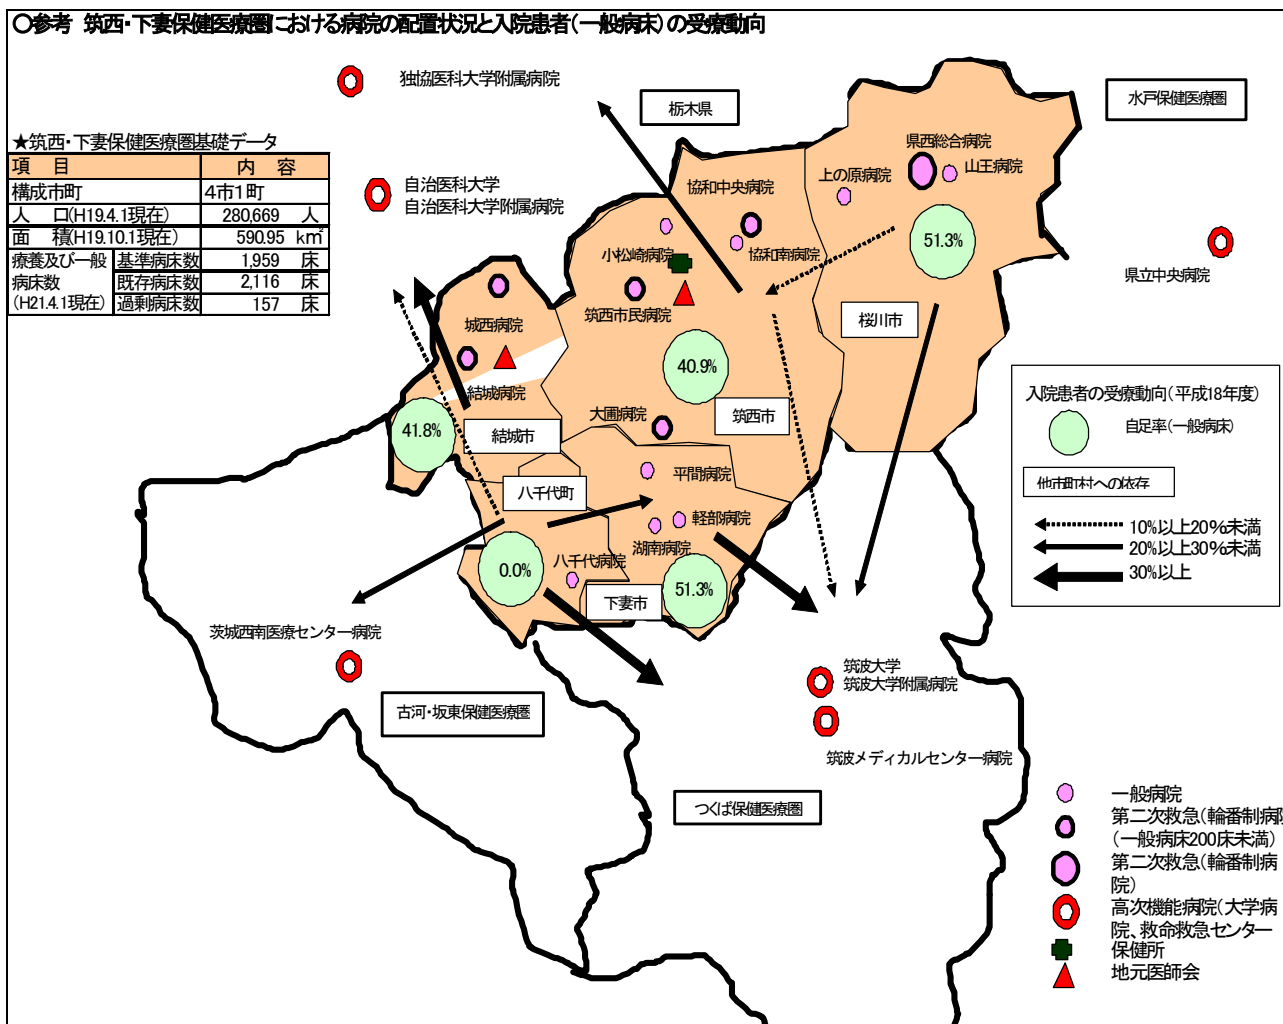 〇参考 筑西・下妻保健医療圏における病院の配置状況と入院患者(一般病床)の受療動向
独協医科大学附属病院
栃木県
水戸保健医療圏
★筑西・下妻保健医療圏基礎データ
項 目 内 容
構成市町 4市1町
人 口(H19.4.1現在) 280,669 人
面 積(H19.10.1現在) 590.95 k㎡
療養及び一般病床数(H21.4.1現在) 基準病床数 1,959 床
既存病床数 2,116 床
過剰病床数 157 床
自治医科大学
自治医科大学附属病院
県西総合病院
山王病院
上の原病院
協和中央病院
協和南病院
小松崎病院
51.3%
県立中央病院
筑西市民病院
桜川市
城西病院
40.9%
結城病院
大圃病院
筑西市
41.8%
結城市
入院患者の受療動向(平成18年度)
自足率(一般病床)
他市町村への依存
10%以上20%未満
20%以上30%未満
30%以上
平間病院
八千代町
軽部病院
湖南病院
八千代病院
0.0%
下妻市
51.3%
茨城西南医療センター病院
筑波大学
筑波大学附属病院
古河・坂東保健医療圏
筑波メディカルセンター病院
つくば保健医療圏
一般病院
第二次救急(輪番制病院
(一般病床200床未満)
第二次救急(輪番制病
院)
高次機能病院(大学病
院、救命救急センター
保健所
地元医師会